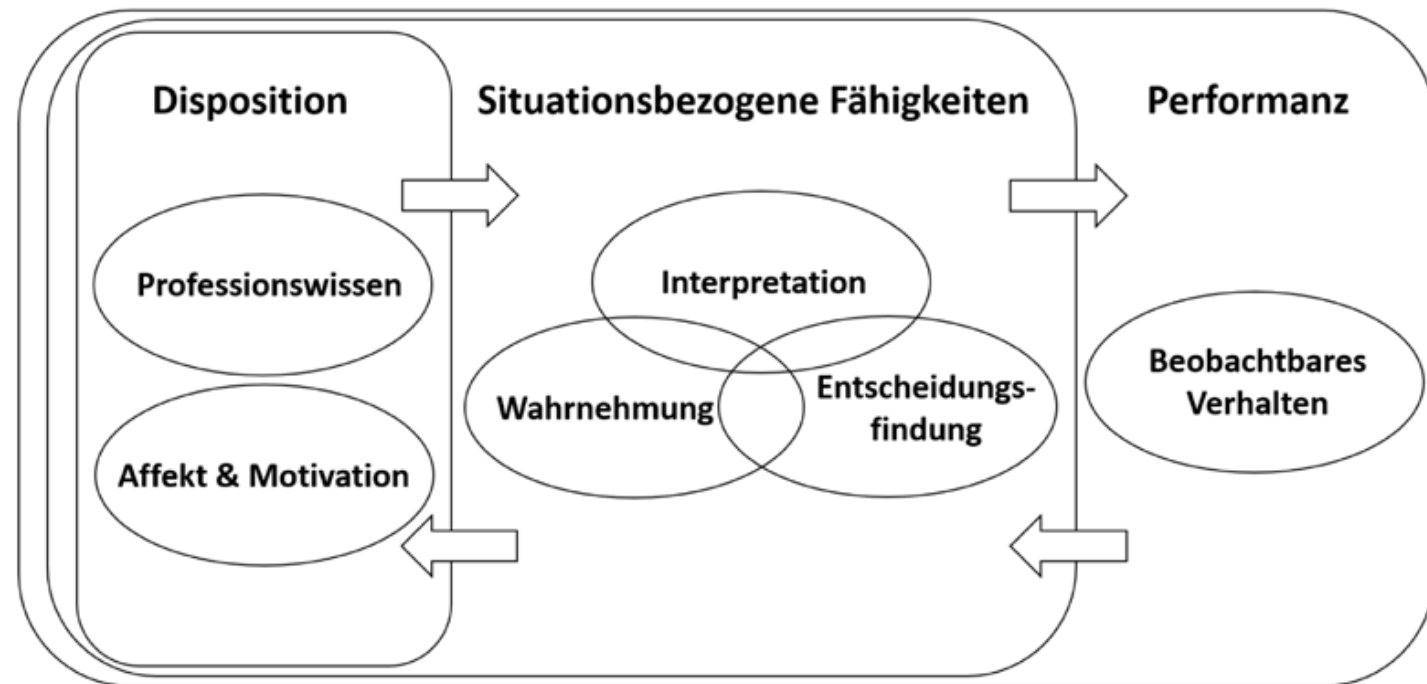 Disposition
Situationsbezogene Fähigkeiten
Performanz
Professionswissen
Affekt & Motivation
Interpretation
Wahrnehmung
Entscheidungs-
findung
Beobachtbares
Verhalten